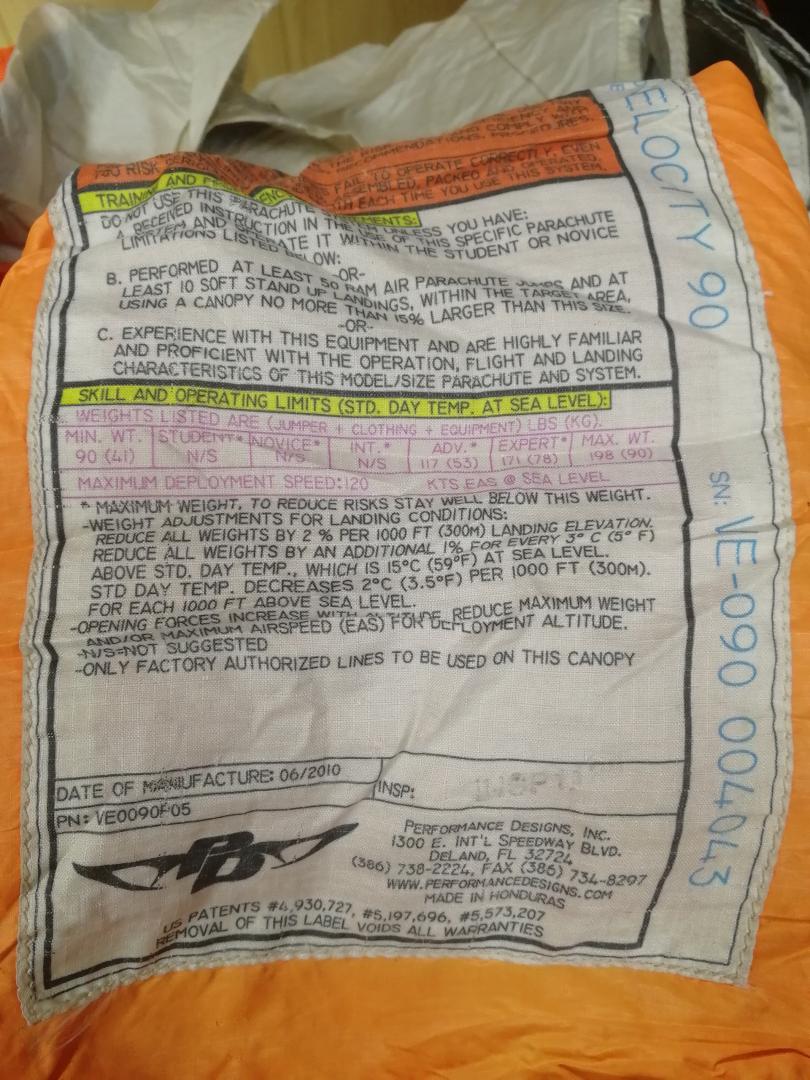 THE RISK
AND COMPLY WITH
RECOMMENDATIONS, PROCEDURES.
FAIL TO OPERATE CORRECTLY, EVEN
ASSEMBLED, PACKED AND OPERATED.
EACH TIME YOU USE THIS SYSTEM.
TRAINING AND
DO NOT USE THIS PARACHUTE UNLESS YOU HAVE:
A. RECEIVED INSTRUCTION IN THE USE OF THIS SPECIFIC PARACHUTE
SYSTEM AND OPERATE IT WITHIN THE STUDENT OR NOVICE
LIMITATIONS LISTED BELOW:
-OR-
B. PERFORMED AT LEAST 50 RAM AIR PARACHUTE JUMPS AND AT
LEAST 10 SOFT STAND UP LANDINGS, WITHIN THE TARGET AREA,
USING A CANOPY NO MORE THAN 15% LARGER THAN THIS SIZE.
-OR-
C. EXPERIENCE WITH THIS EQUIPMENT AND ARE HIGHLY FAMILIAR
AND PROFICIENT WITH THE OPERATION, FLIGHT AND LANDING
CHARACTERISTICS OF THIS MODEL/SIZE PARACHUTE AND SYSTEM.
SKILL AND OPERATING LIMITS (STD. DAY TEMP. AT SEA LEVEL):
WEIGHTS LISTED ARE (JUMPER + CLOTHING + EQUIPMENT) LBS (KG).
MIN. WT. STUDENT* NOVICE* INT.* ADV.* EXPERT* MAX. WT.
90 (41) N/S N/S N/S 117 (53) 171 (78) 198 (90)
MAXIMUM DEPLOYMENT SPEED:120 KTS EAS @ SEA LEVEL
* MAXIMUM WEIGHT, TO REDUCE RISKS STAY WELL BELOW THIS WEIGHT.
-WEIGHT ADJUSTMENTS FOR LANDING CONDITIONS:
REDUCE ALL WEIGHTS BY 2 % PER 1000 FT (300M) LANDING ELEVATION.
REDUCE ALL WEIGHTS BY AN ADDITIONAL 1% FOR EVERY 3° C (5° F)
ABOVE STD. DAY TEMP., WHICH IS 15°C (59°F) AT SEA LEVEL.
STD DAY TEMP. DECREASES 2°C (3.5°F) PER 1000 FT (300M).
FOR EACH 1000 FT ABOVE SEA LEVEL.
-OPENING FORCES INCREASE WITH ALTITUDE, REDUCE MAXIMUM WEIGHT
AND/OR MAXIMUM AIRSPEED (EAS) FOR DEPLOYMENT ALTITUDE.
-N/S=NOT SUGGESTED
-ONLY FACTORY AUTHORIZED LINES TO BE USED ON THIS CANOPY
DATE OF MANUFACTURE: 06/2010 INSP:
PN: VE0090F05
PD
PERFORMANCE DESIGNS, INC.
1300 E. INT'L SPEEDWAY BLVD.
DELAND, FL 32724
(386) 738-2224, FAX (386) 734-8297
WWW.PERFORMANCEDESIGNS.COM
MADE IN HONDURAS
US PATENTS #4,930,727, #5,197,696, #5,573,207
REMOVAL OF THIS LABEL VOIDS ALL WARRANTIES
VELOCITY 90
SN: VE-090 004043